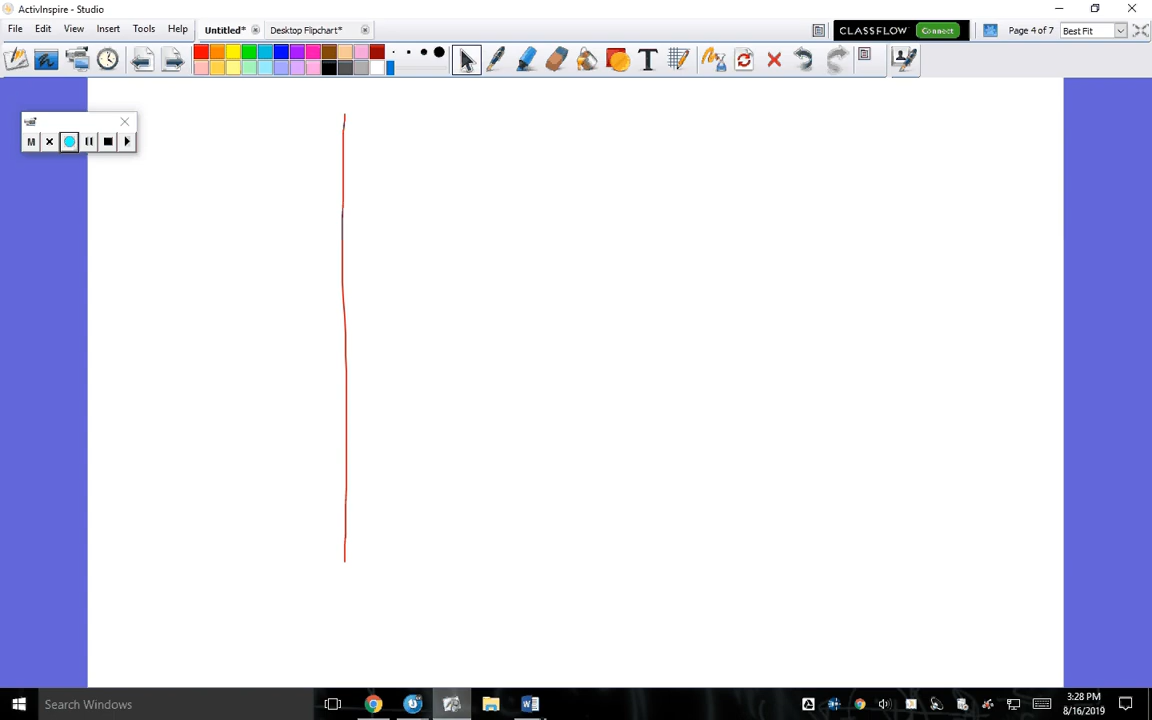 ActivInspire - Studio
File Edit View Insert Tools Help Untitled* Desktop Flipchart* CLASSFLOW Connect Page 4 of 7 Best Fit
T
M
Search Windows
3:28 PM
8/16/2019